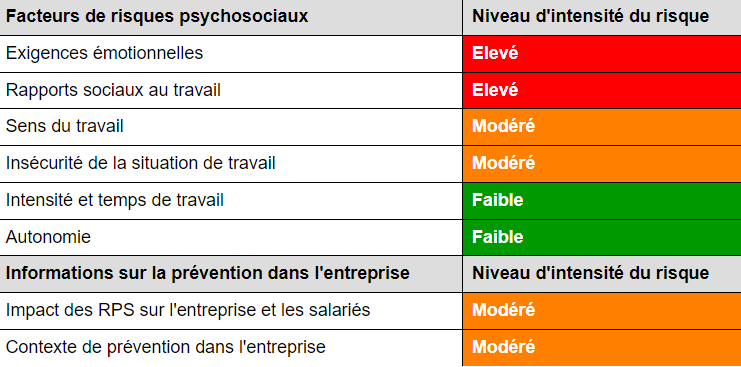 Facteurs de risques psychosociaux Niveau d'intensité du risque
Exigences émotionnelles Elevé
Rapports sociaux au travail Elevé
Sens du travail Modéré
Insécurité de la situation de travail Modéré
Intensité et temps de travail Faible
Autonomie Faible
Informations sur la prévention dans l'entreprise Niveau d'intensité du risque
Impact des RPS sur l'entreprise et les salariés Modéré
Contexte de prévention dans l'entreprise Modéré